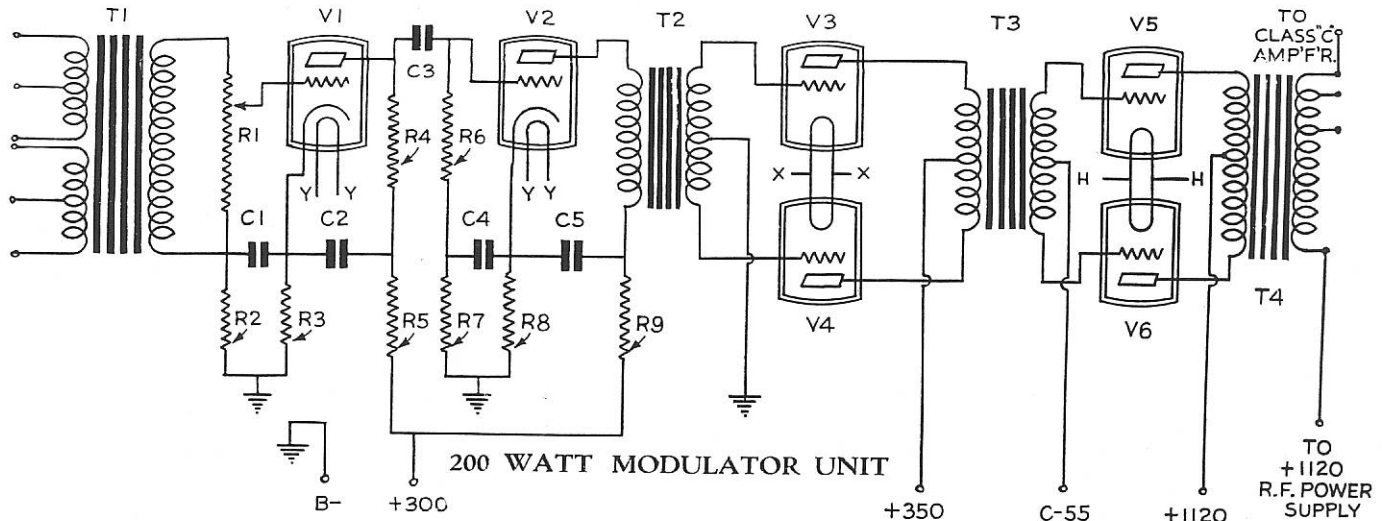 T1
V1
V2
T2
V3
T3
V5
TO
CLASS "C"
AMP'F'R.
C3
R1
R4
R6
Y Y
Y Y
X X
H H
C1
C2
C4
C5
R2
R3
R5
R7
R8
R9
V4
V6
T4
200 WATT MODULATOR UNIT
B-
+300
+350
C-55
+1120
TO
+1120
R.F. POWER
SUPPLY